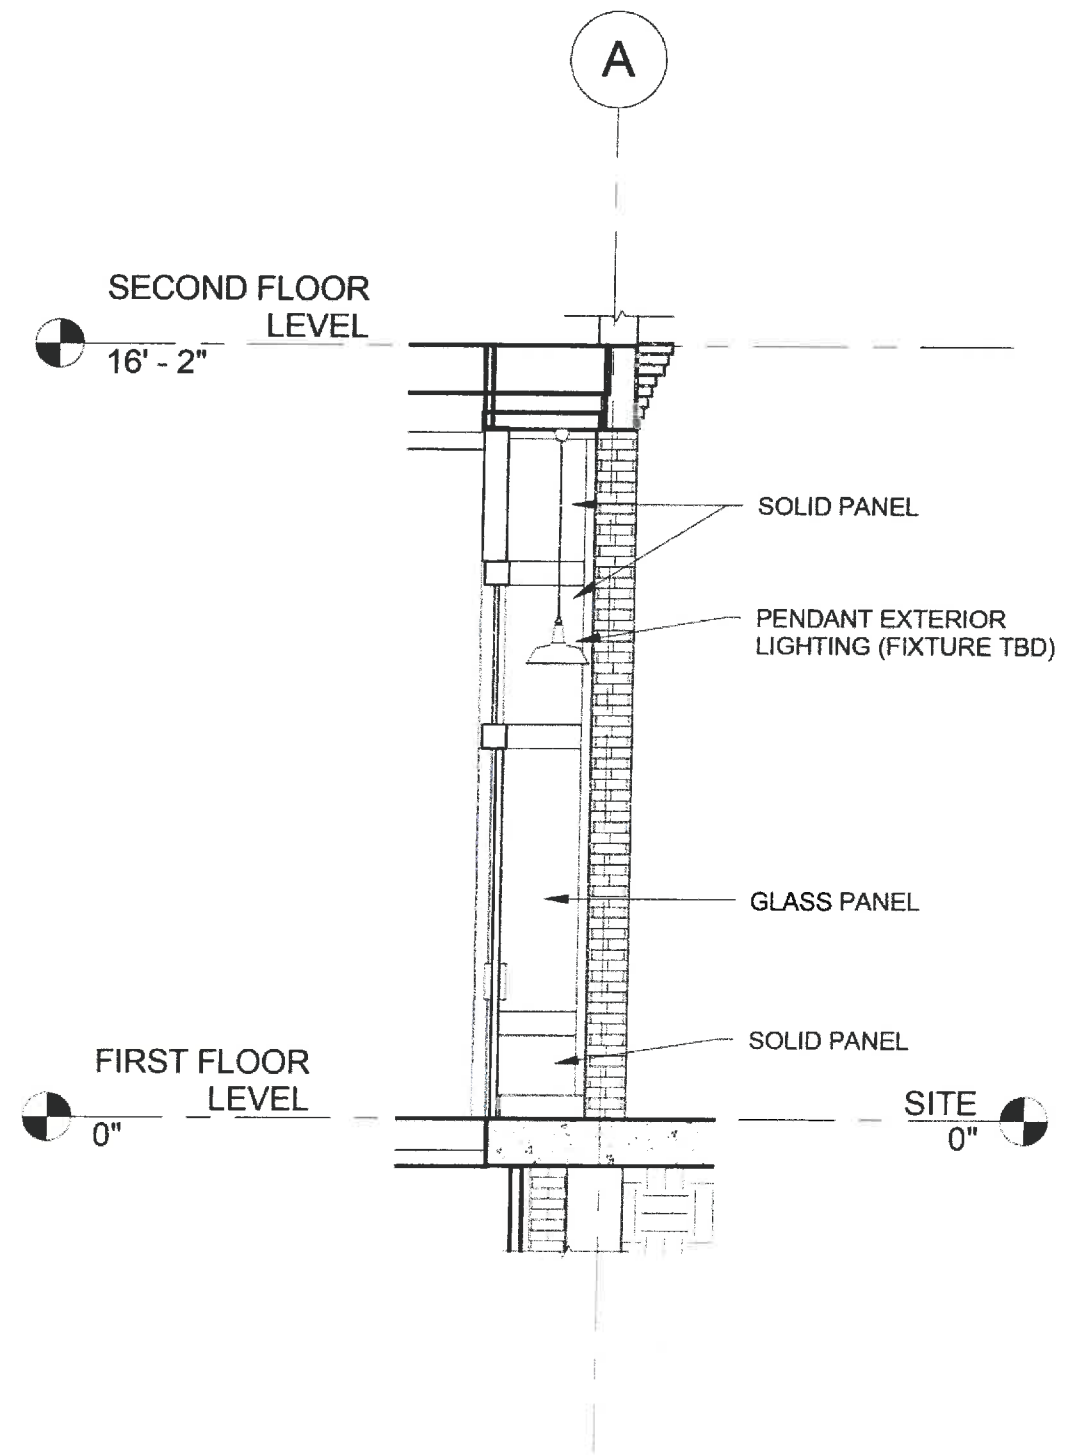 A
SECOND FLOOR
LEVEL
16' - 2"
SOLID PANEL
PENDANT EXTERIOR
LIGHTING (FIXTURE TBD)
GLASS PANEL
SOLID PANEL
FIRST FLOOR
LEVEL
0"
SITE
0"